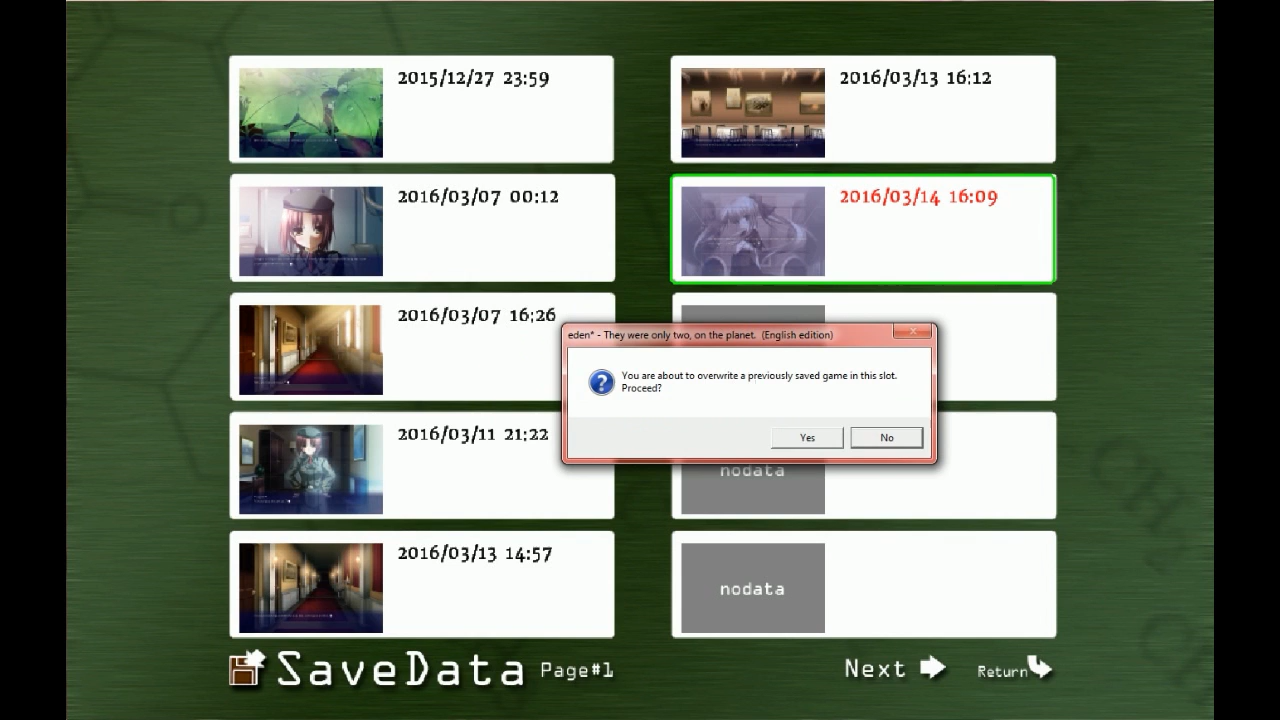 2015/12/27 23:59
2016/03/13 16:12
2016/03/07 00:12
2016/03/14 16:09
2016/03/07 16:26
eden* - They were only two, on the planet. (English edition)
You are about to overwrite a previously saved game in this slot.
Proceed?
Yes
No
2016/03/11 21:22
nodata
2016/03/13 14:57
nodata
SaveData
Page#1
Next
Return